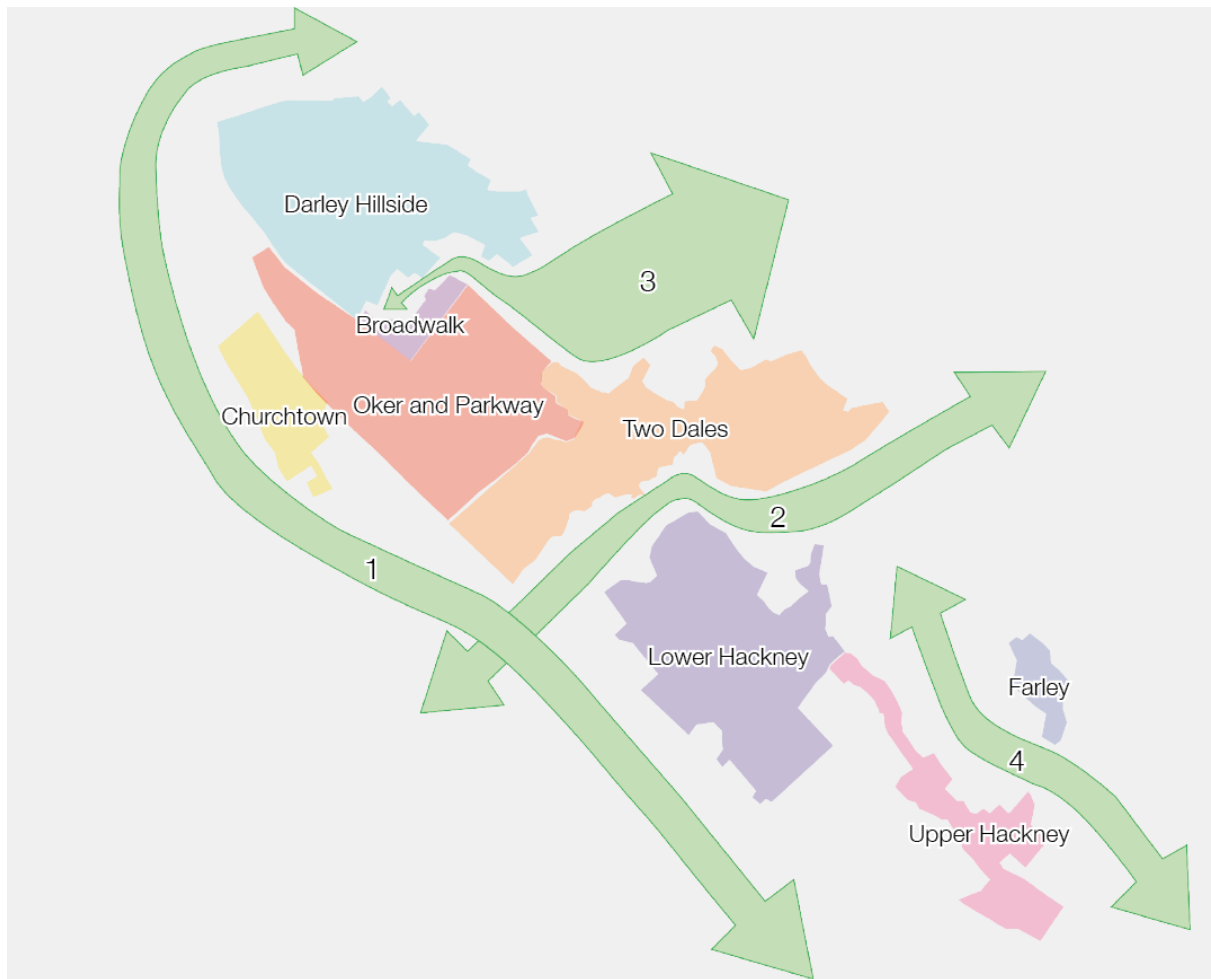 Darley Hillside
3
Broadwalk
Oker and Parkway
Churchtown
Two Dales
2
1
Lower Hackney
Farley
4
Upper Hackney